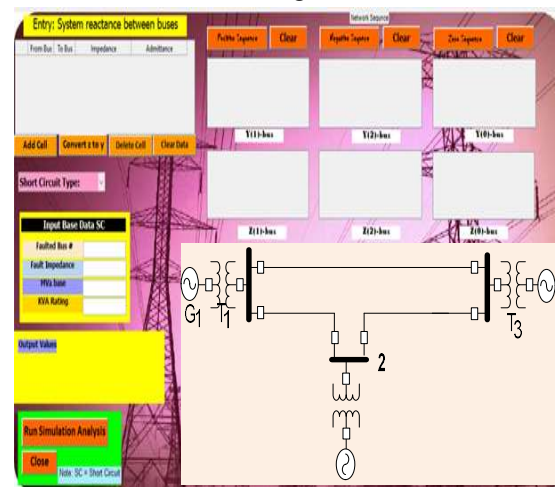 Entry: System reactance between buses
From Bus To Bus Impedance Admittance
Add Cell Convert z to y Delete Cell Clear Data
Short Circuit Type:
Input Base Data SC
Faulted Bus #
Fault Impedance
MVa base
KVA Rating
Output Values
Run Simulation Analysis
Close
Note: SC = Short Circuit
Network Sequnce
Positive Sequence Clear Negative Sequence Clear Zero Sequence Clear
Y(1)-bus Y(2)-bus Y(0)-bus
Z(1)-bus Z(2)-bus Z(0)-bus
G1 T1 T3
2